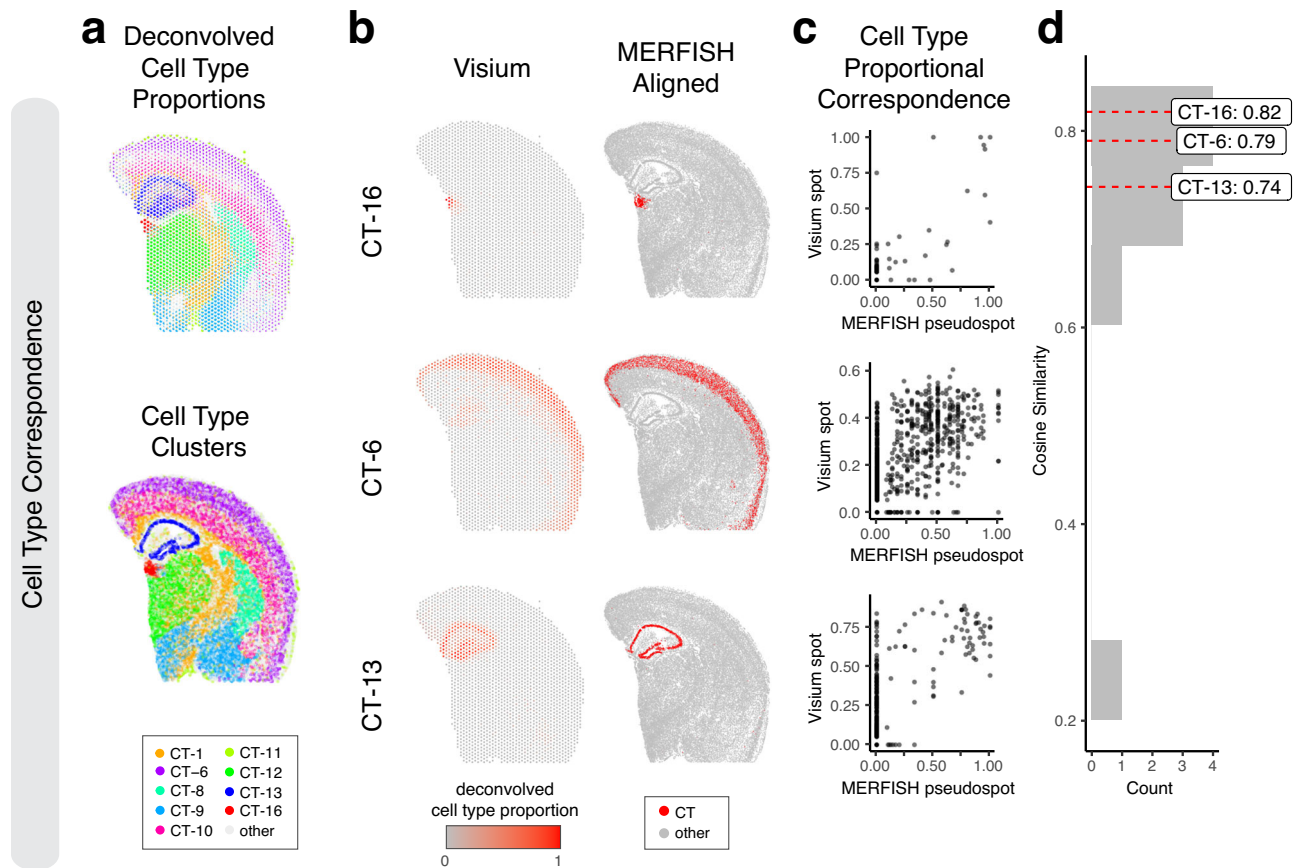 a
Deconvolved
Cell Type
Proportions
b
Visium
MERFISH
Aligned
c
Cell Type
Proportional
Correspondence
d
Cell Type Correspondence
Cell Type
Clusters
CT-1
CT−6
CT-8
CT-9
CT-10
CT-11
CT-12
CT-13
CT-16
other
CT-16
CT-6
CT-13
deconvolved
cell type proportion
0
1
CT
other
Visium spot
1.00
0.75
0.50
0.25
0.00
0.00
0.50
1.00
MERFISH pseudospot
Visium spot
0.6
0.4
0.2
0.0
0.00
0.50
1.00
MERFISH pseudospot
Visium spot
0.75
0.50
0.25
0.00
0.00
0.50
1.00
MERFISH pseudospot
Cosine Similarity
0.8
0.6
0.4
0.2
CT-16: 0.82
CT-6: 0.79
CT-13: 0.74
0 1 2 3 4
Count